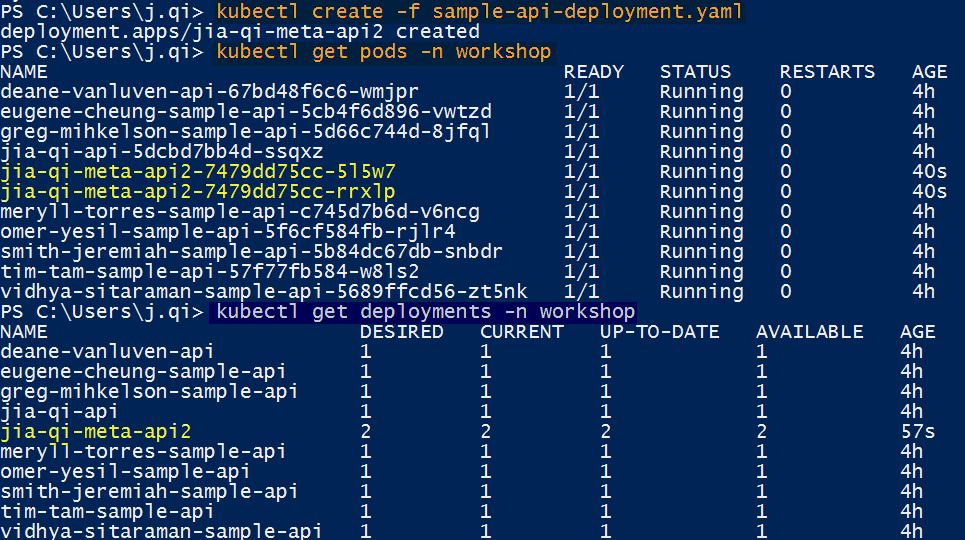 PS C:\Users\j.qi> kubectl create -f sample-api-deployment.yaml
deployment.apps/jia-qi-meta-api2 created
PS C:\Users\j.qi> kubectl get pods -n workshop
NAME READY STATUS RESTARTS AGE
deane-vanluven-api-67bd48f6c6-wmjpr 1/1 Running 0 4h
eugene-cheung-sample-api-5cb4f6d896-vwtzd 1/1 Running 0 4h
greg-mihkelson-sample-api-5d66c744d-8jfql 1/1 Running 0 4h
jia-qi-api-5dcbd7bb4d-ssqxz 1/1 Running 0 4h
jia-qi-meta-api2-7479dd75cc-5l5w7 1/1 Running 0 40s
jia-qi-meta-api2-7479dd75cc-rrxlp 1/1 Running 0 40s
meryll-torres-sample-api-c745d7b6d-v6ncg 1/1 Running 0 4h
omer-yesil-sample-api-5f6cf584fb-rjlr4 1/1 Running 0 4h
smith-jeremiah-sample-api-5b84dc67db-snbdr 1/1 Running 0 4h
tim-tam-sample-api-57f77fb584-w8ls2 1/1 Running 0 4h
vidhya-sitaraman-sample-api-5689ffcd56-zt5nk 1/1 Running 0 4h
PS C:\Users\j.qi> kubectl get deployments -n workshop
NAME DESIRED CURRENT UP-TO-DATE AVAILABLE AGE
deane-vanluven-api 1 1 1 1 4h
eugene-cheung-sample-api 1 1 1 1 4h
greg-mihkelson-sample-api 1 1 1 1 4h
jia-qi-api 1 1 1 1 4h
jia-qi-meta-api2 2 2 2 2 57s
meryll-torres-sample-api 1 1 1 1 4h
omer-yesil-sample-api 1 1 1 1 4h
smith-jeremiah-sample-api 1 1 1 1 4h
tim-tam-sample-api 1 1 1 1 4h
vidhya-sitaraman-sample-api 1 1 1 1 4h